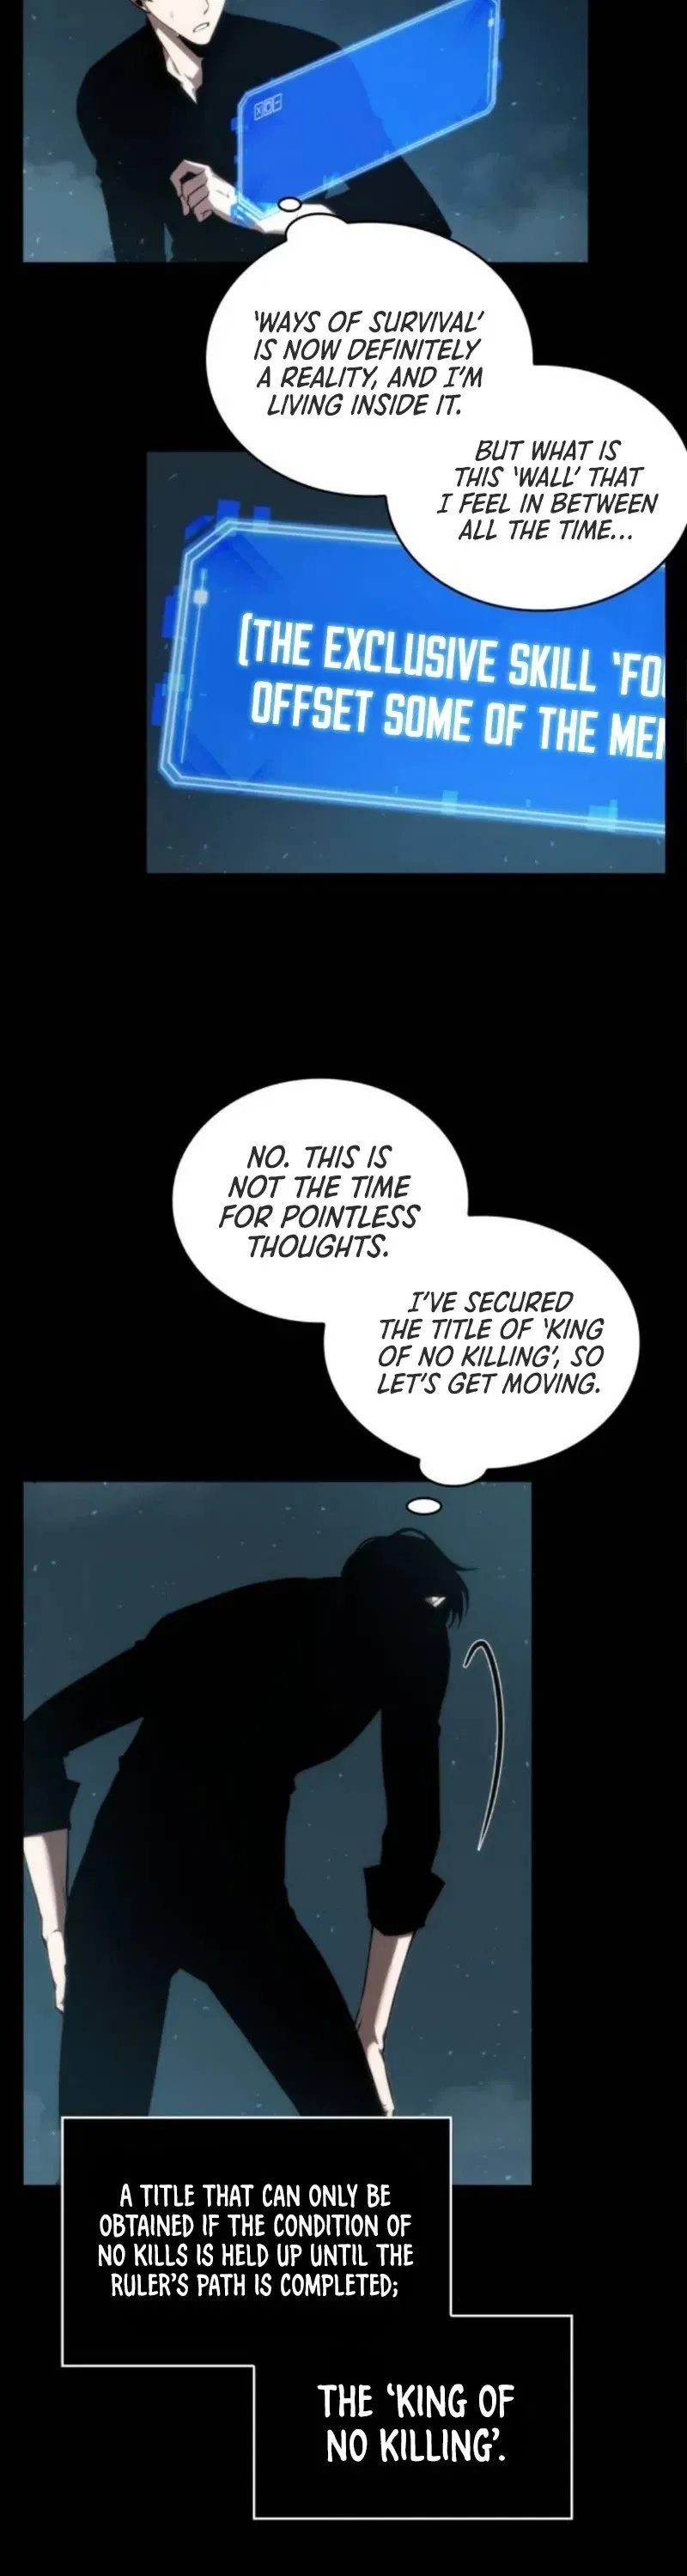 'WAYS OF SURVIVAL'
IS NOW DEFINITELY
A REALITY, AND I'M
LIVING INSIDE IT.
BUT WHAT IS
THIS 'WALL' THAT
I FEEL IN BETWEEN
ALL THE TIME...
(THE EXCLUSIVE SKILL
OFFSET SOME OF THE
NO. THIS IS
NOT THE TIME
FOR POINTLESS
THOUGHTS.
I'VE SECURED
THE TITLE OF 'KING
OF NO KILLING', SO
LET'S GET MOVING.
A TITLE THAT CAN ONLY BE
OBTAINED IF THE CONDITION OF
NO KILLS IS HELD UP UNTIL THE
RULER'S PATH IS COMPLETED;
THE 'KING OF
NO KILLING'.